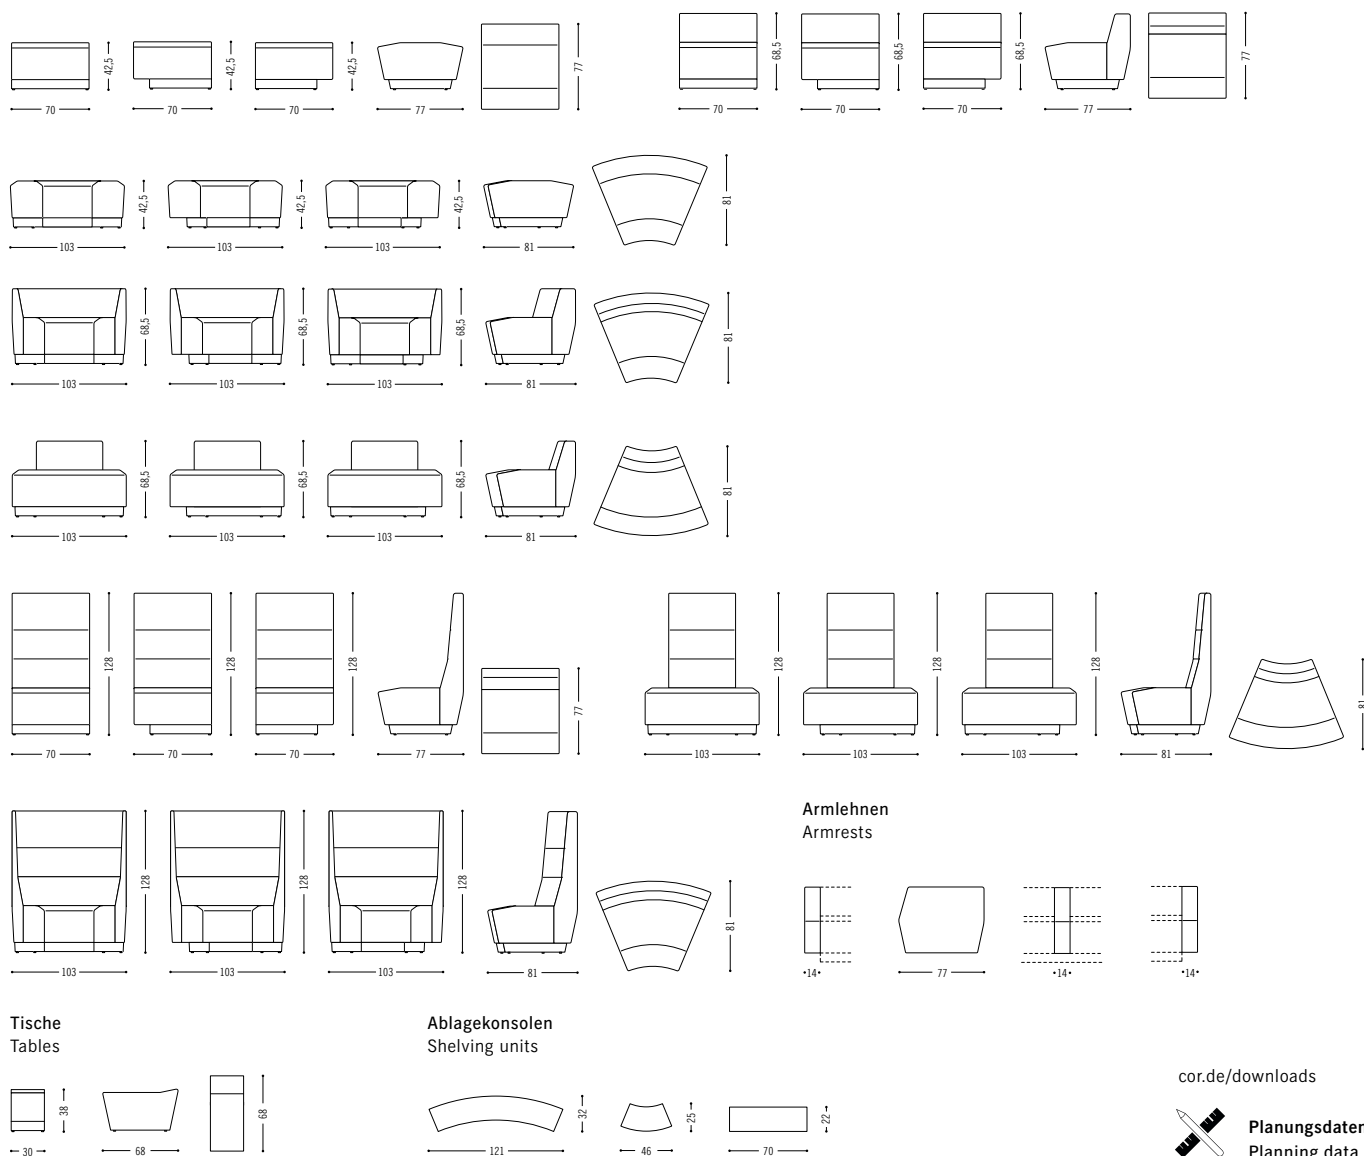 42,5 42,5 42,5 77
70 70 70 77
68,5 68,5 68,5 77
70 70 70 77
42,5 42,5 42,5 81
103 103 103 81
68,5 68,5 68,5 81
103 103 103 81
68,5 68,5 68,5 81
103 103 103 81
128 128 128 77
70 70 70 77
128 128 128 81
103 103 103 81
128 128 128 81
103 103 103 81
Armlehnen
Armrests
14 77 14 14
Tische
Tables
38 68
30 68
Ablagekonsolen
Shelving units
32 25 22
121 46 70
cor.de/downloads
Planungsdaten
Planning data